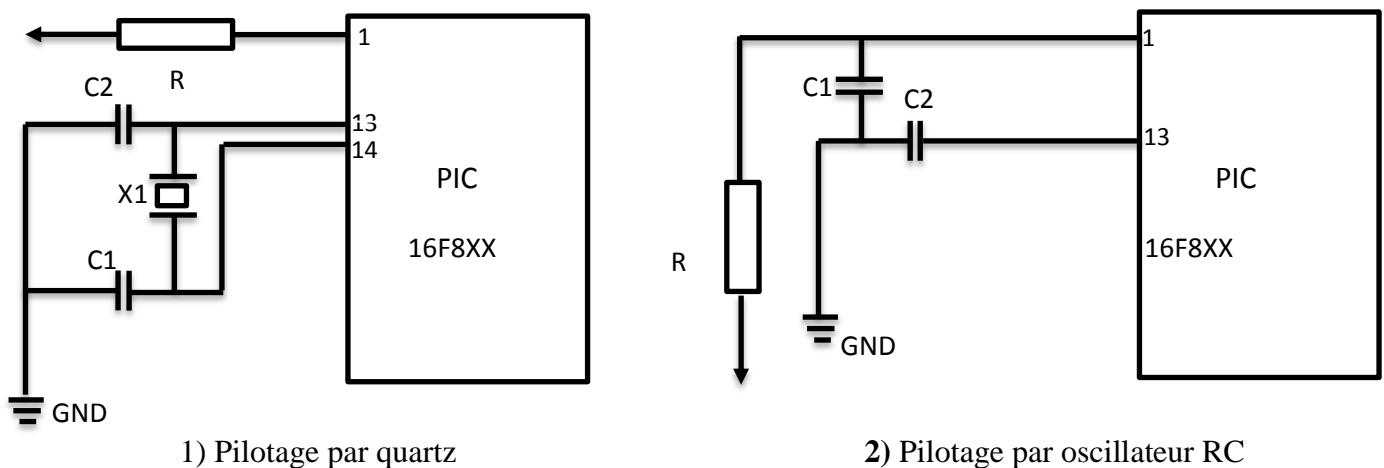 1
R
C2
13
14
X1
PIC
16F8XX
C1
GND
1) Pilotage par quartz
1
C1
C2
13
PIC
16F8XX
R
GND
2) Pilotage par oscillateur RC